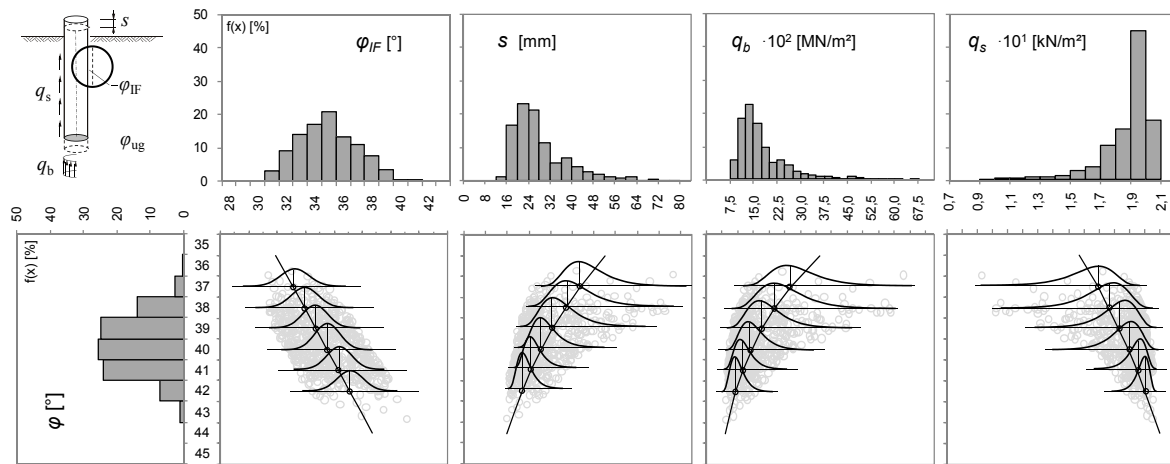 s
q_s
φ_IF
φ_ug
q_b
f(x) [%]
φ_IF [°]
s [mm]
q_b ·10² [MN/m²]
q_s ·10¹ [kN/m²]
50
40
30
20
10
0
28 30 32 34 35 36 38 40 42
0 8 16 24 32 40 48 56 64 72 80
0 7,5 15,0 22,5 30,0 37,5 45,0 52,5 60,0 67,5
0,7 0,9 1,1 1,3 1,5 1,7 1,9 2,1
50 40 30 20 10 0
f(x) [%]
φ [°]
35
36
37
38
39
40
41
42
43
44
45